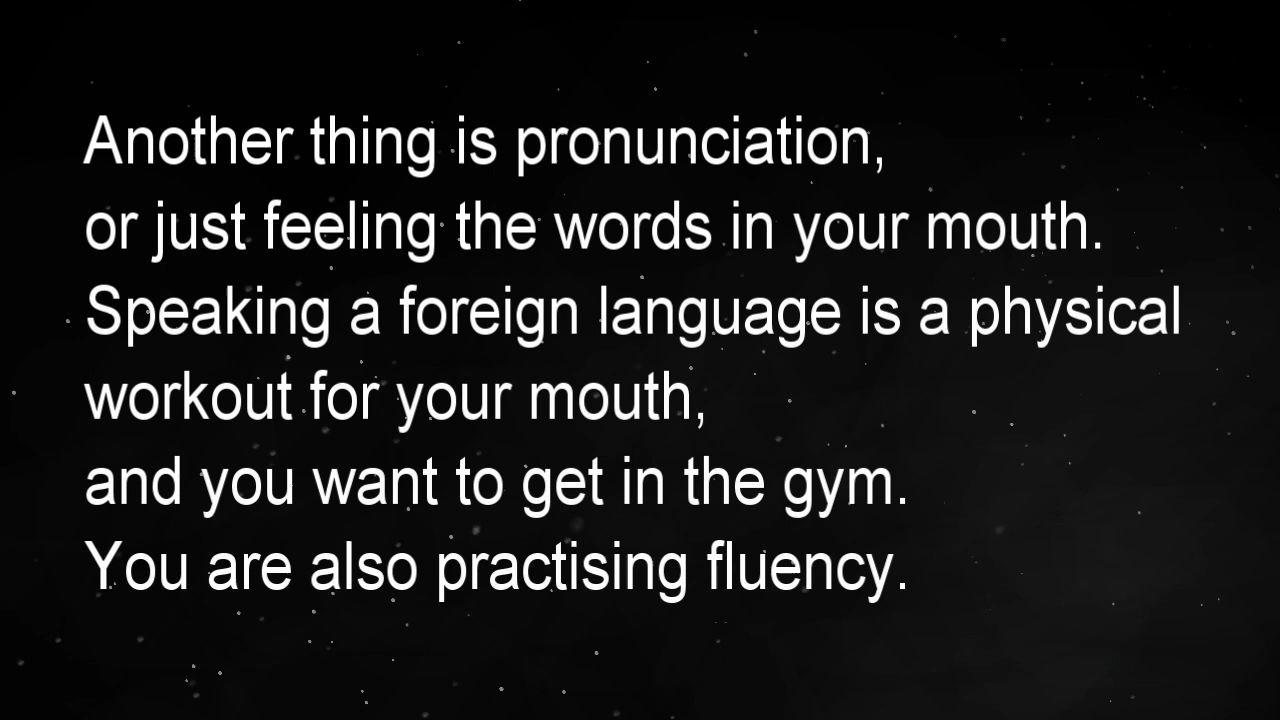 Another thing is pronunciation,
or just feeling the words in your mouth.
Speaking a foreign language is a physical
workout for your mouth,
and you want to get in the gym.
You are also practising fluency.